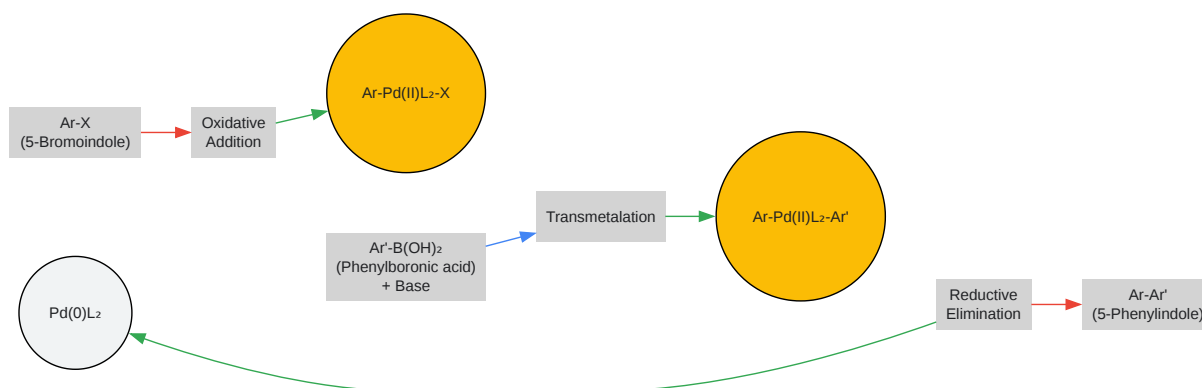 Ar-X
(5-Bromoindole)
Oxidative
Addition
Ar-Pd(II)L₂-X
Ar'-B(OH)₂
(Phenylboronic acid)
+ Base
Transmetalation
Ar-Pd(II)L₂-Ar'
Pd(0)L₂
Reductive
Elimination
Ar-Ar'
(5-Phenylindole)